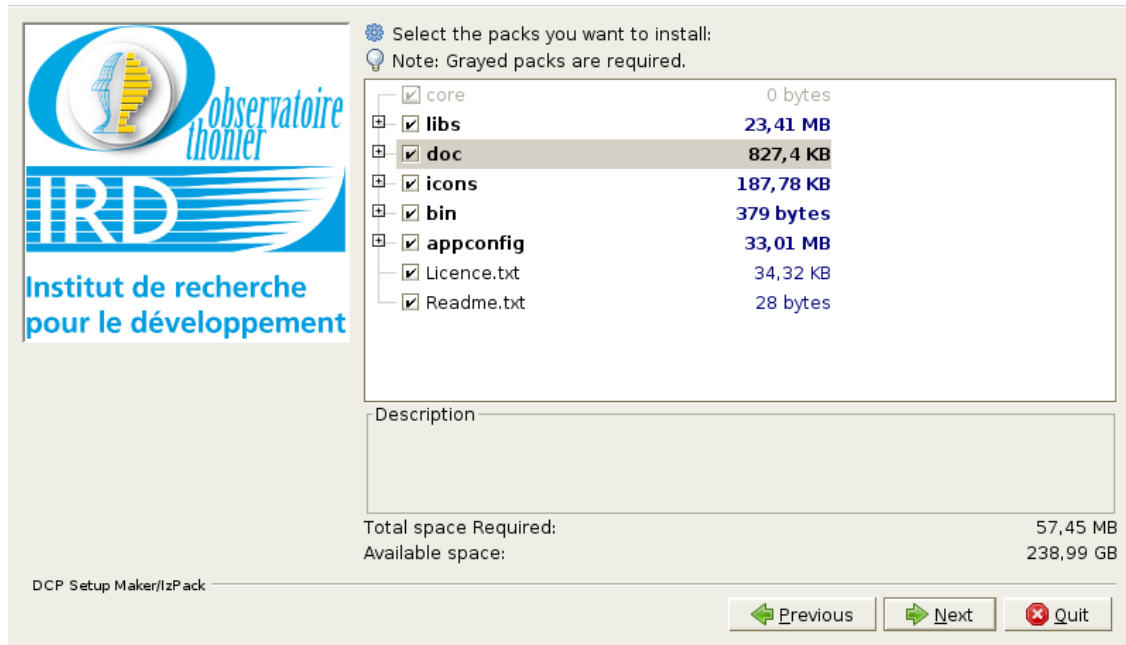 observatoire
thonier
IRD
Institut de recherche
pour le développement
Select the packs you want to install:
Note: Grayed packs are required.
core 0 bytes
libs 23,41 MB
doc 827,4 KB
icons 187,78 KB
bin 379 bytes
appconfig 33,01 MB
Licence.txt 34,32 KB
Readme.txt 28 bytes
Description
Total space Required: 57,45 MB
Available space: 238,99 GB
DCP Setup Maker/IzPack
Previous Next Quit